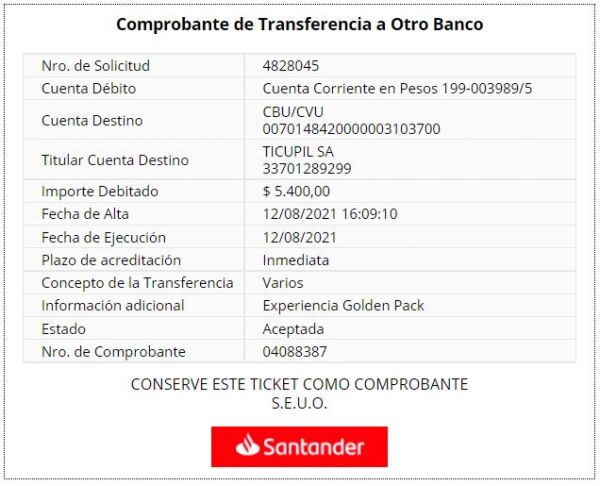 Comprobante de Transferencia a Otro Banco
Nro. de Solicitud 4828045
Cuenta Débito Cuenta Corriente en Pesos 199-003989/5
Cuenta Destino CBU/CVU
0070148420000003103700
Titular Cuenta Destino TICUPIL SA
33701289299
Importe Debitado $ 5.400,00
Fecha de Alta 12/08/2021 16:09:10
Fecha de Ejecución 12/08/2021
Plazo de acreditación Inmediata
Concepto de la Transferencia Varios
Información adicional Experiencia Golden Pack
Estado Aceptada
Nro. de Comprobante 04088387
CONSERVE ESTE TICKET COMO COMPROBANTE
S.E.U.O.
Santander